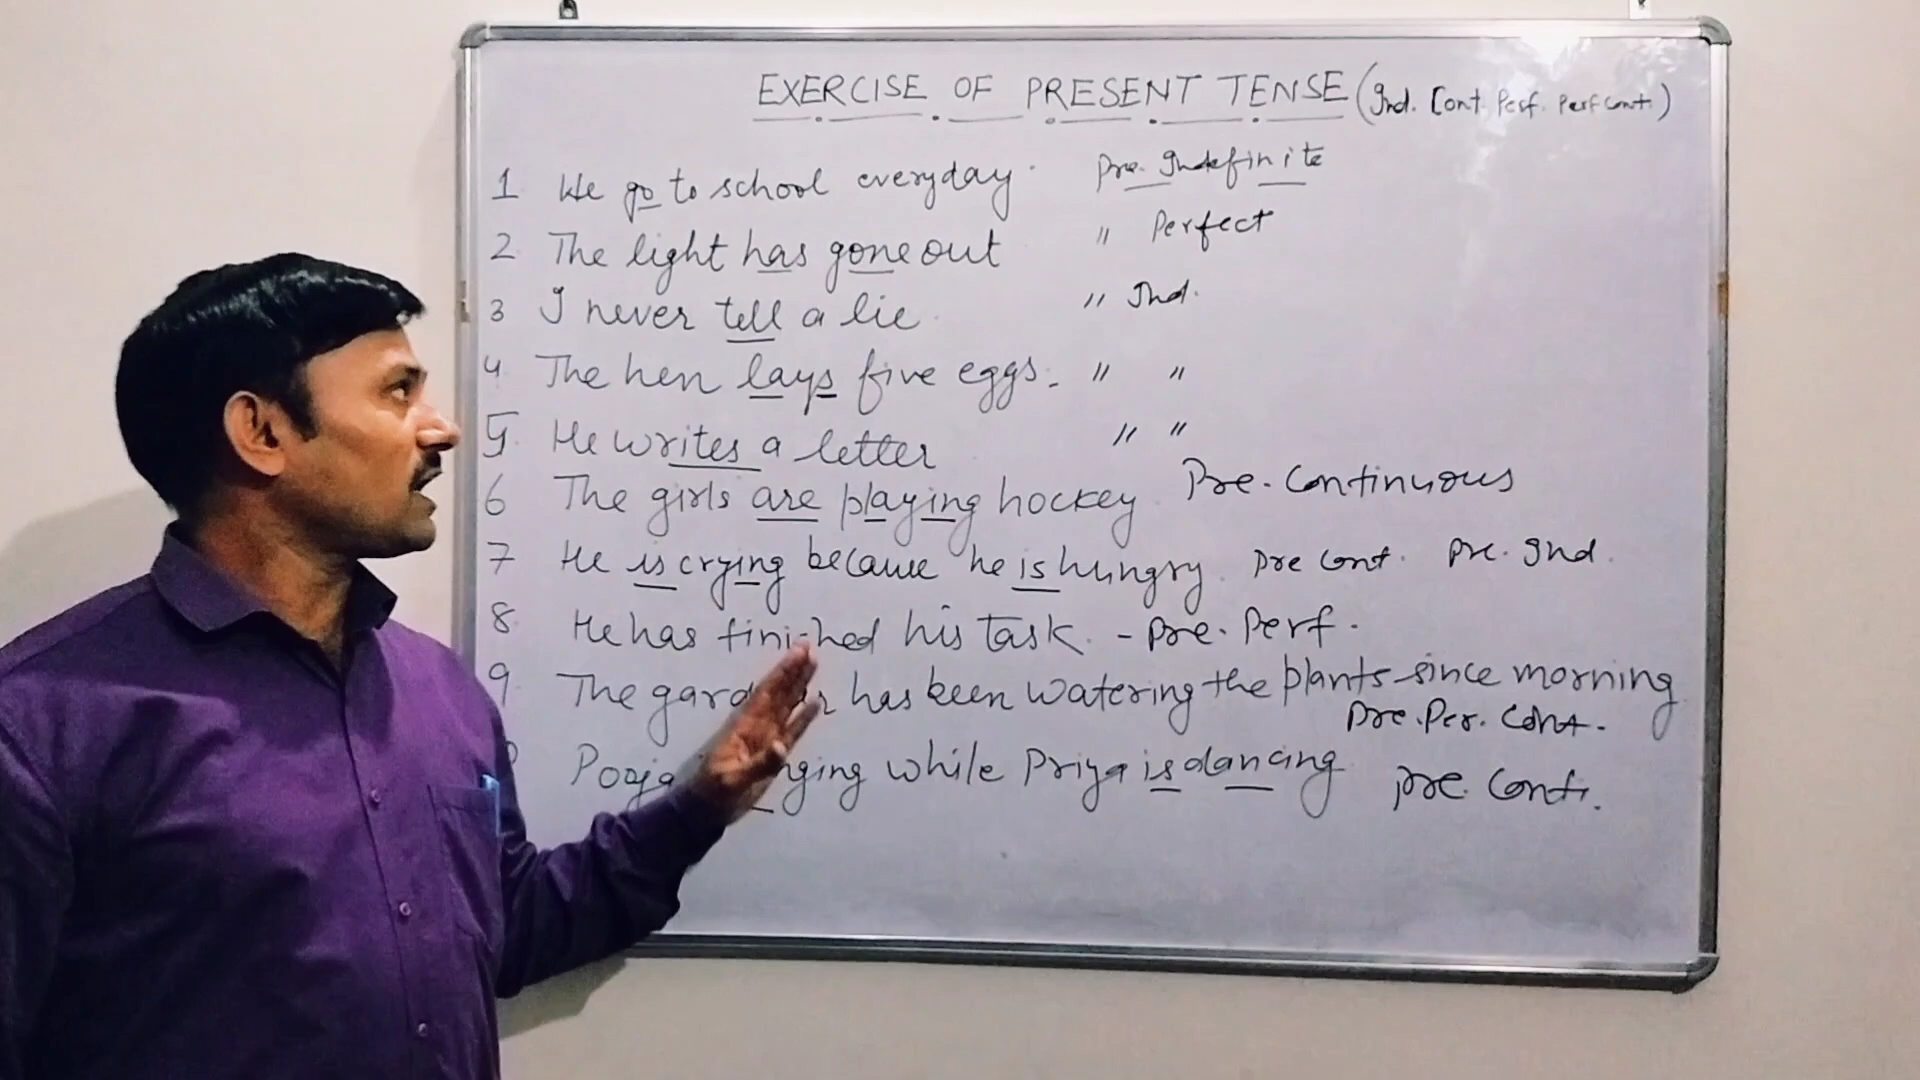 EXERCISE OF PRESENT TENSE (Ind. Cont. Perf. Perf cont.)
1 We go to school everyday. Pre. Indefinite
2 The light has gone out " Perfect
3 I never tell a lie. " Ind.
4 The hen lays five eggs. " "
5. He writes a letter " "
6 The girls are playing hockey. Pre. Continuous
7 He is crying because he is hungry. Pre Cont. Pre. Ind.
8 He has finished his task. - Pre. Perf.
9. The has been watering the plants since morning
Pre. Per. Cont.
while Priya is dancing Pre. Cont.